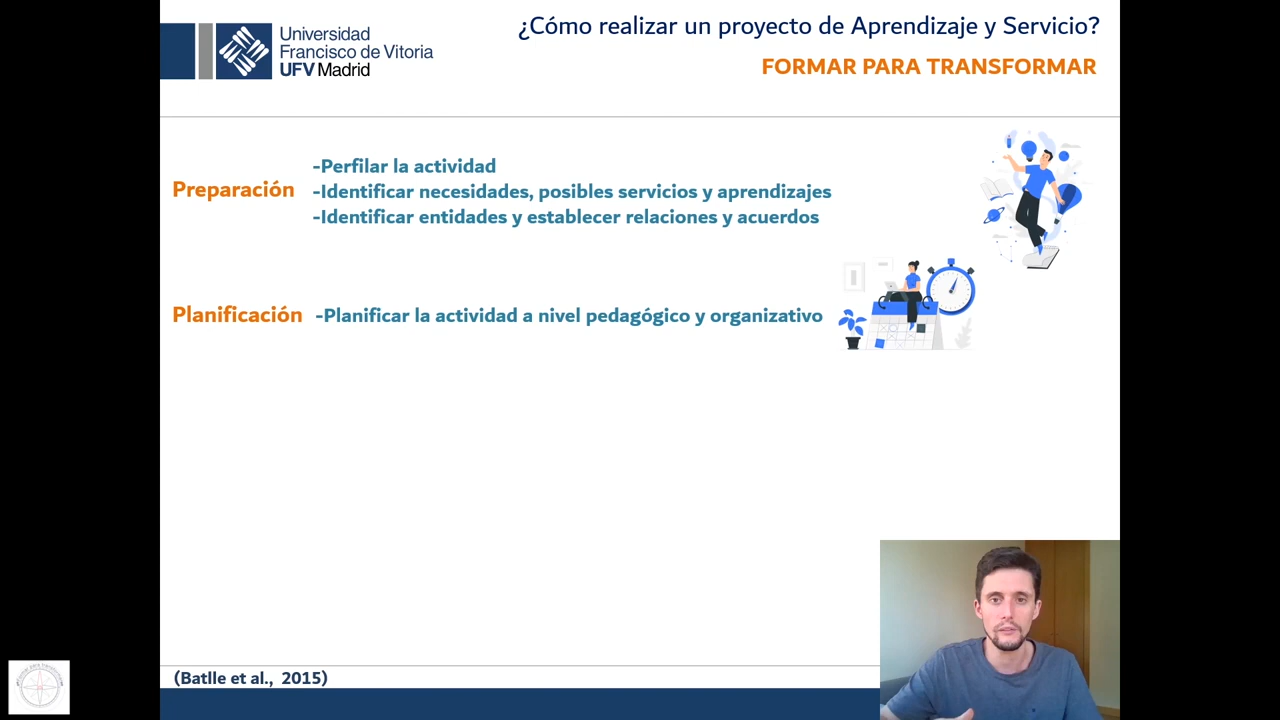 Universidad
Francisco de Vitoria
UFV Madrid
¿Cómo realizar un proyecto de Aprendizaje y Servicio?
FORMAR PARA TRANSFORMAR
Preparación
-Perfilar la actividad
-Identificar necesidades, posibles servicios y aprendizajes
-Identificar entidades y establecer relaciones y acuerdos
Planificación -Planificar la actividad a nivel pedagógico y organizativo
(Batlle et al., 2015)